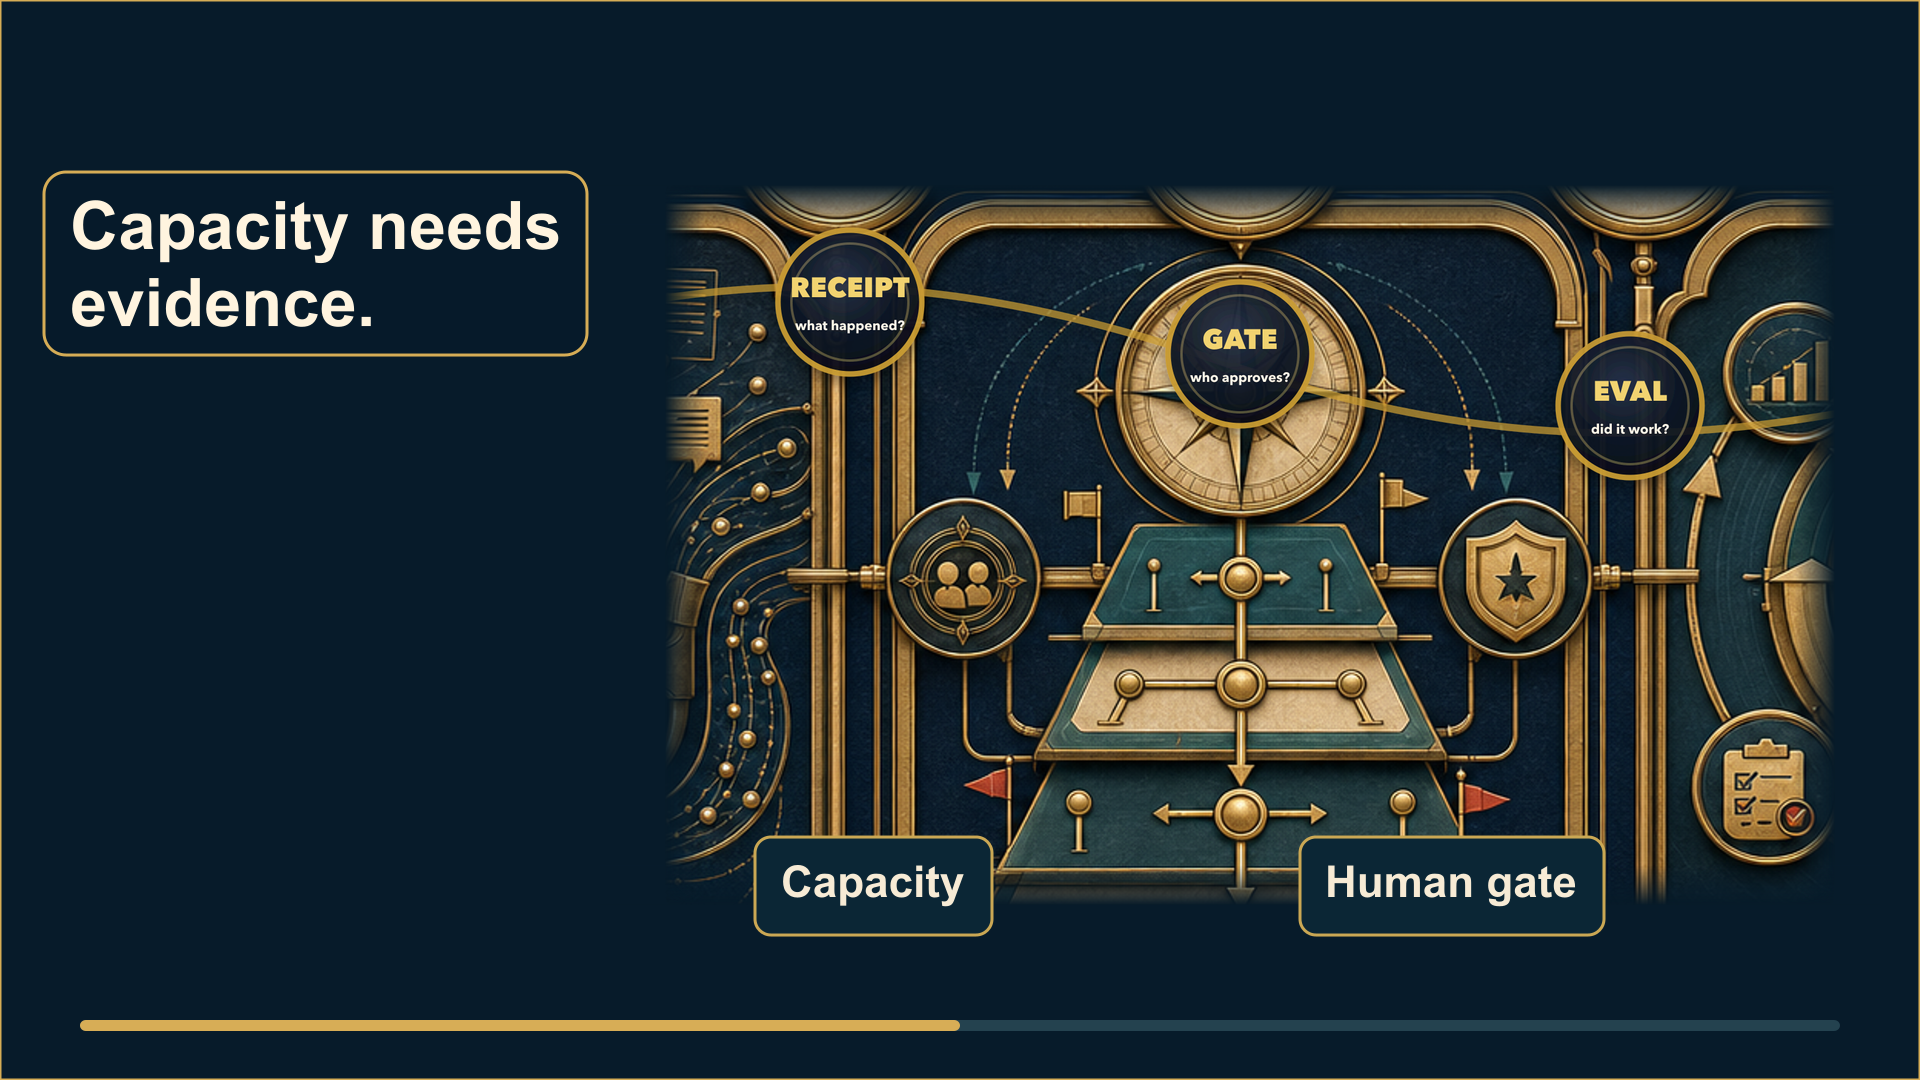 Capacity needs
evidence.
RECEIPT
what happened?
GATE
who approves?
EVAL
did it work?
Capacity
Human gate